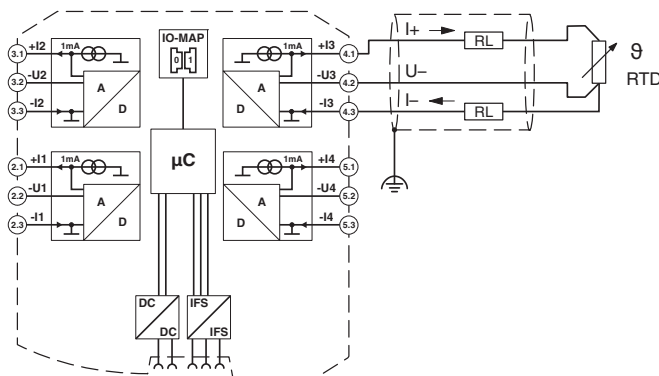 IO-MAP
0 1
3.1 +I2 1mA
3.2 -U2 A
3.3 -I2 D
1mA +I3 4.1
A -U3 4.2
D -I3 4.3
I+ RL
U–
I– RL
ϑ
RTD
µC
2.1 +I1 1mA
2.2 -U1 A
2.3 -I1 D
1mA +I4 5.1
A -U4 5.2
D -I4 5.3
DC
DC
IFS
IFS